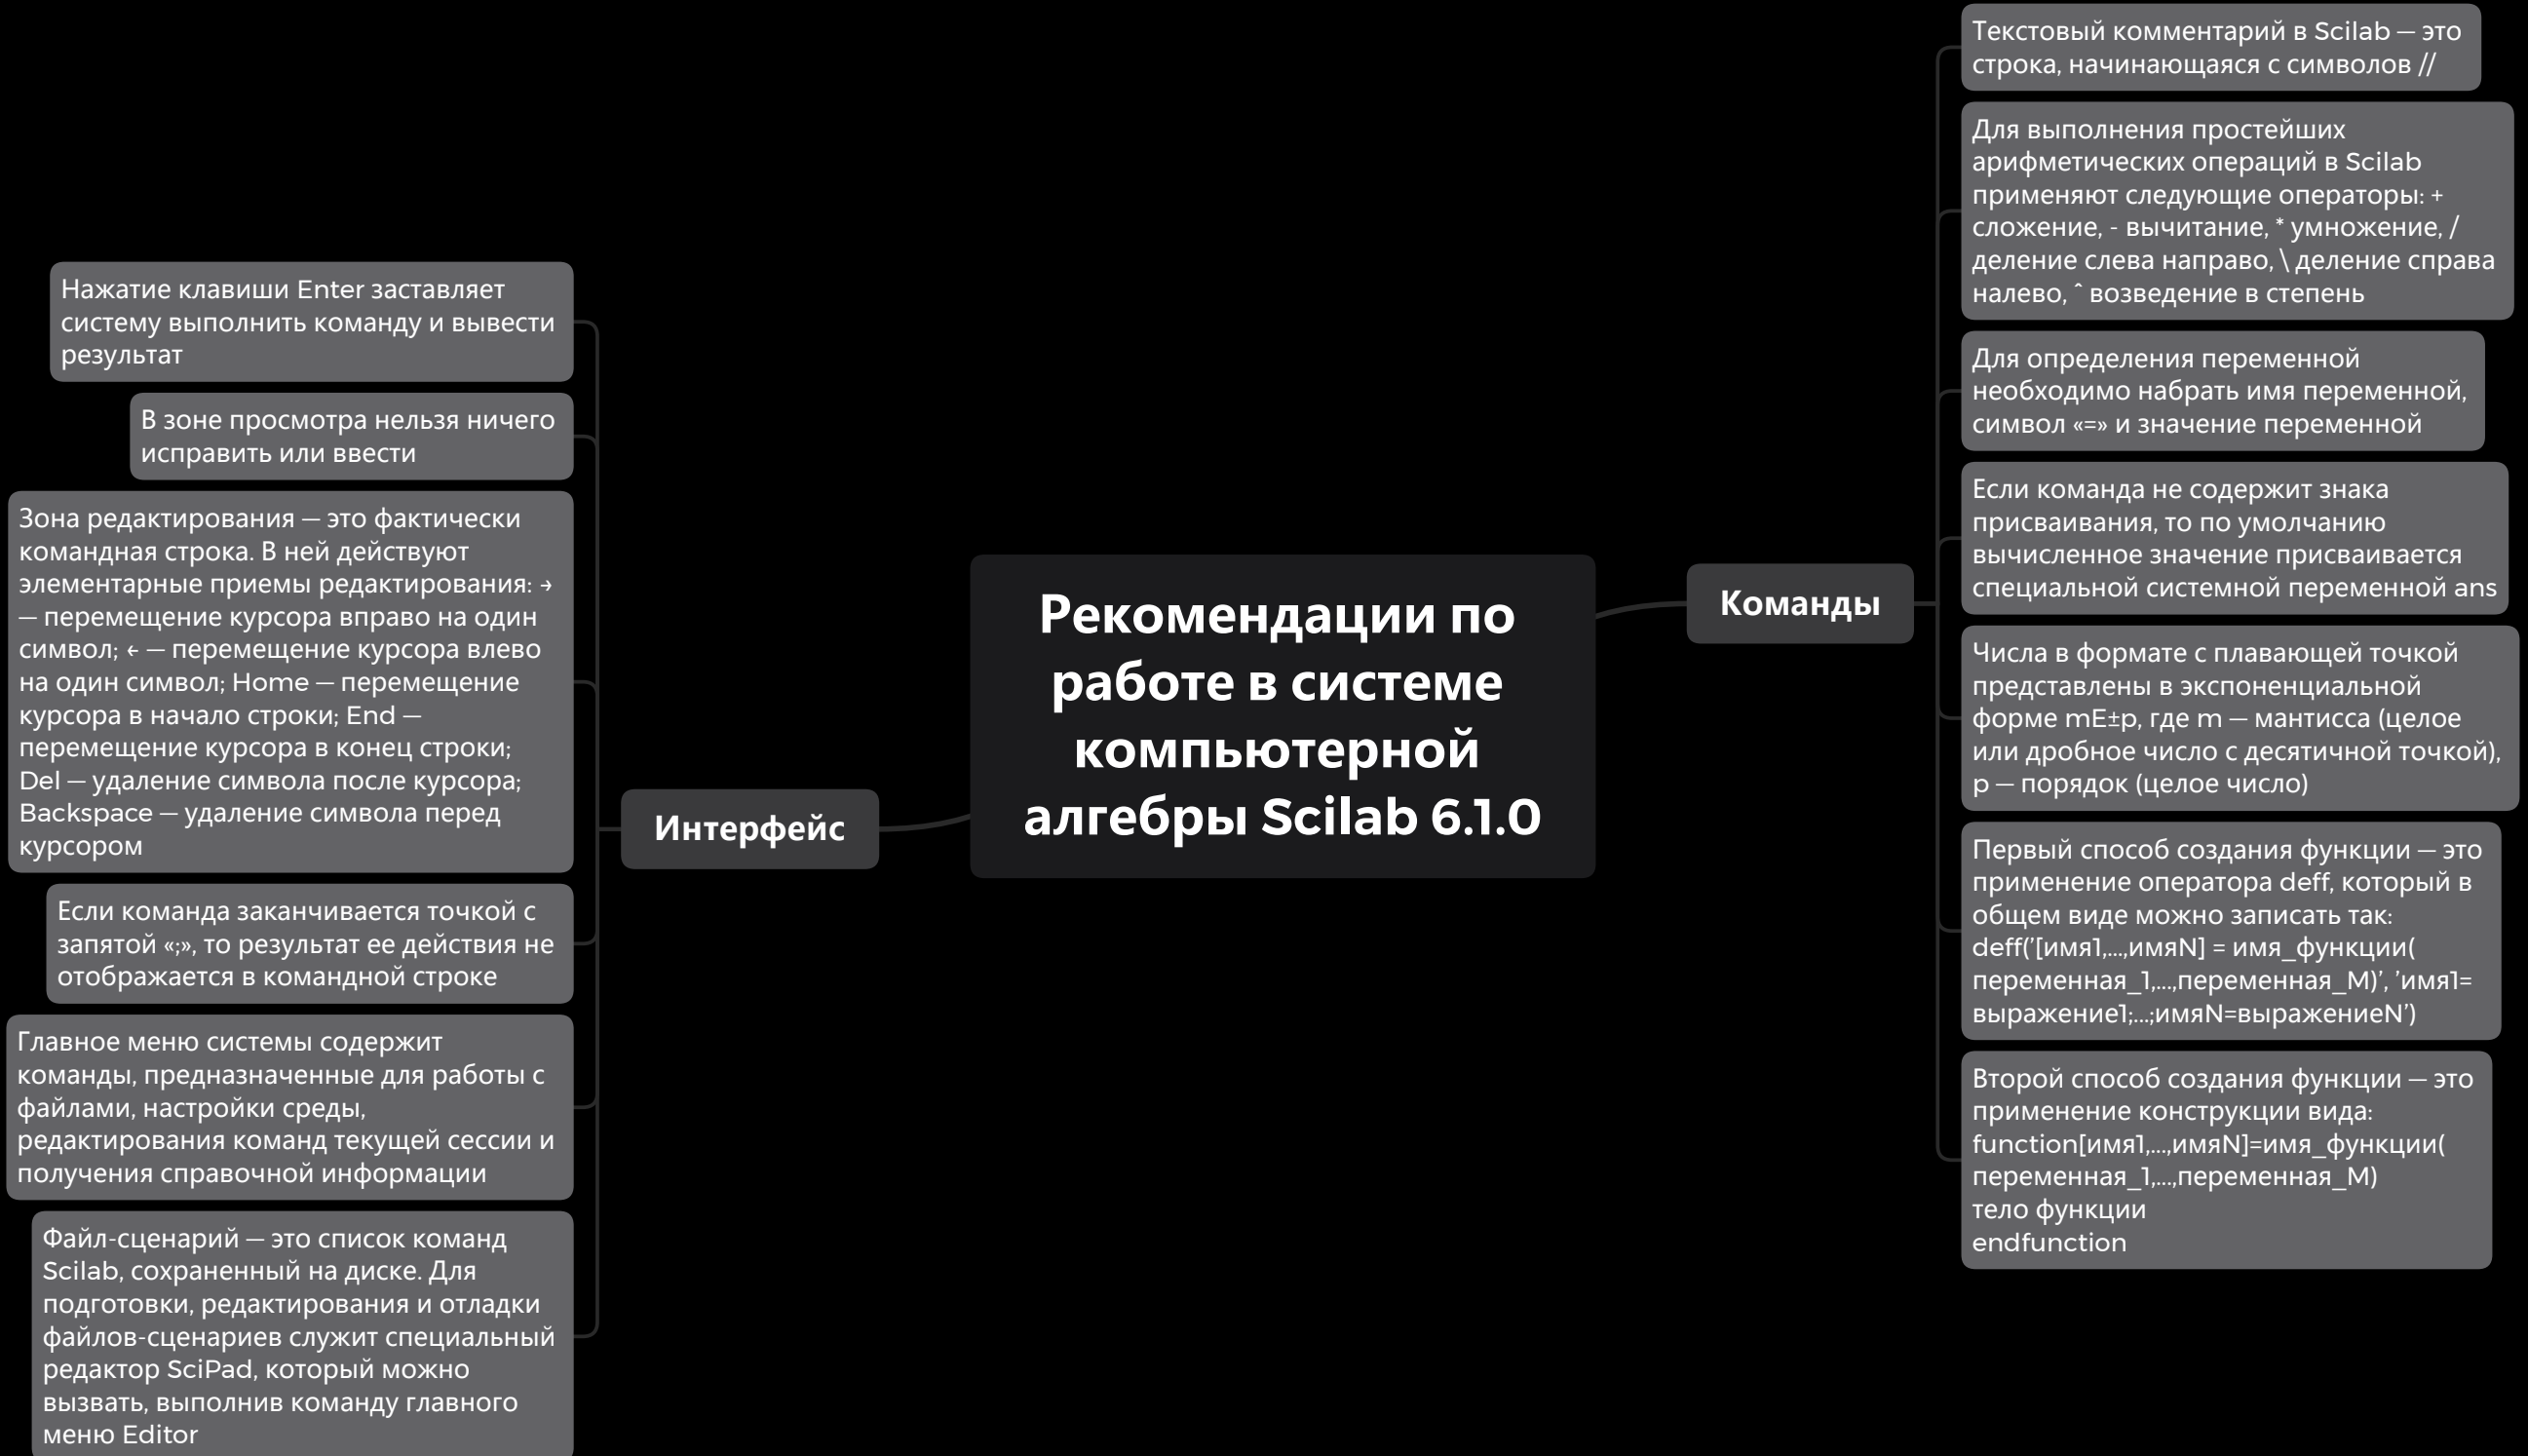 Рекомендации по
работе в системе
компьютерной
алгебры Scilab 6.1.0
Команды
Текстовый комментарий в Scilab — это
строка, начинающаяся с символов //
Для выполнения простейших
арифметических операций в Scilab
применяют следующие операторы: +
сложение, - вычитание, * умножение, /
деление слева направо, \ деление справа
налево, ^ возведение в степень
Для определения переменной
необходимо набрать имя переменной,
символ «=» и значение переменной
Если команда не содержит знака
присваивания, то по умолчанию
вычисленное значение присваивается
специальной системной переменной ans
Числа в формате с плавающей точкой
представлены в экспоненциальной
форме mE±p, где m — мантисса (целое
или дробное число с десятичной точкой),
p — порядок (целое число)
Первый способ создания функции — это
применение оператора deff, который в
общем виде можно записать так:
deff('[имя1,...,имяN] = имя_функции(
переменная_1,...,переменная_M)', 'имя1=
выражение1;...;имяN=выражениеN')
Второй способ создания функции — это
применение конструкции вида:
function[имя1,...,имяN]=имя_функции(
переменная_1,...,переменная_M)
тело функции
endfunction
Интерфейс
Нажатие клавиши Enter заставляет
систему выполнить команду и вывести
результат
В зоне просмотра нельзя ничего
исправить или ввести
Зона редактирования — это фактически
командная строка. В ней действуют
элементарные приемы редактирования: →
— перемещение курсора вправо на один
символ; ← — перемещение курсора влево
на один символ; Home — перемещение
курсора в начало строки; End —
перемещение курсора в конец строки;
Del — удаление символа после курсора;
Backspace — удаление символа перед
курсором
Если команда заканчивается точкой с
запятой «;», то результат ее действия не
отображается в командной строке
Главное меню системы содержит
команды, предназначенные для работы с
файлами, настройки среды,
редактирования команд текущей сессии и
получения справочной информации
Файл-сценарий — это список команд
Scilab, сохраненный на диске. Для
подготовки, редактирования и отладки
файлов-сценариев служит специальный
редактор SciPad, который можно
вызвать, выполнив команду главного
меню Editor